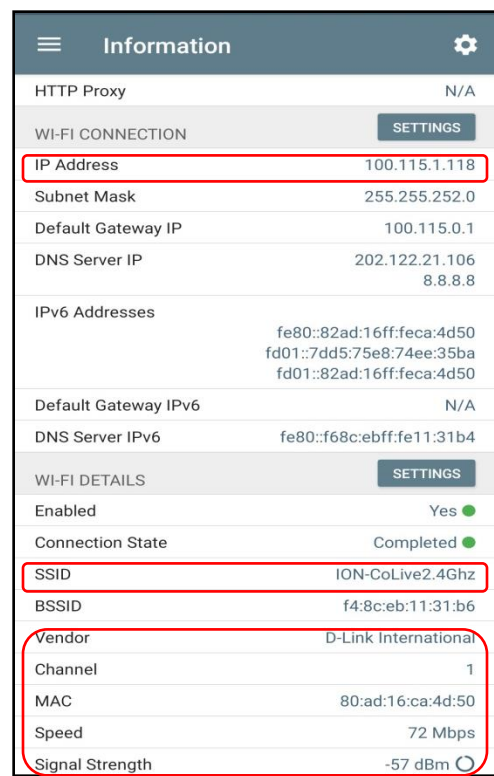 Information
HTTP Proxy N/A
WI-FI CONNECTION SETTINGS
IP Address 100.115.1.118
Subnet Mask 255.255.252.0
Default Gateway IP 100.115.0.1
DNS Server IP 202.122.21.106
8.8.8.8
IPv6 Addresses
fe80::82ad:16ff:feca:4d50
fd01::7dd5:75e8:74ee:35ba
fd01::82ad:16ff:feca:4d50
Default Gateway IPv6 N/A
DNS Server IPv6 fe80::f68c:ebff:fe11:31b4
WI-FI DETAILS SETTINGS
Enabled Yes
Connection State Completed
SSID ION-CoLive2.4Ghz
BSSID f4:8c:eb:11:31:b6
Vendor D-Link International
Channel 1
MAC 80:ad:16:ca:4d:50
Speed 72 Mbps
Signal Strength -57 dBm